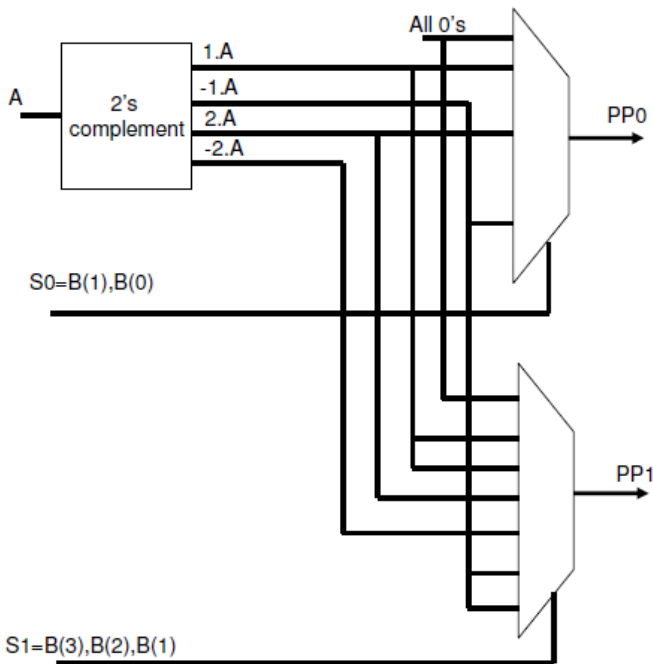 All 0's
1.A
-1.A
A
2's
complement
2.A
-2.A
PP0
S0=B(1),B(0)
PP1
S1=B(3),B(2),B(1)